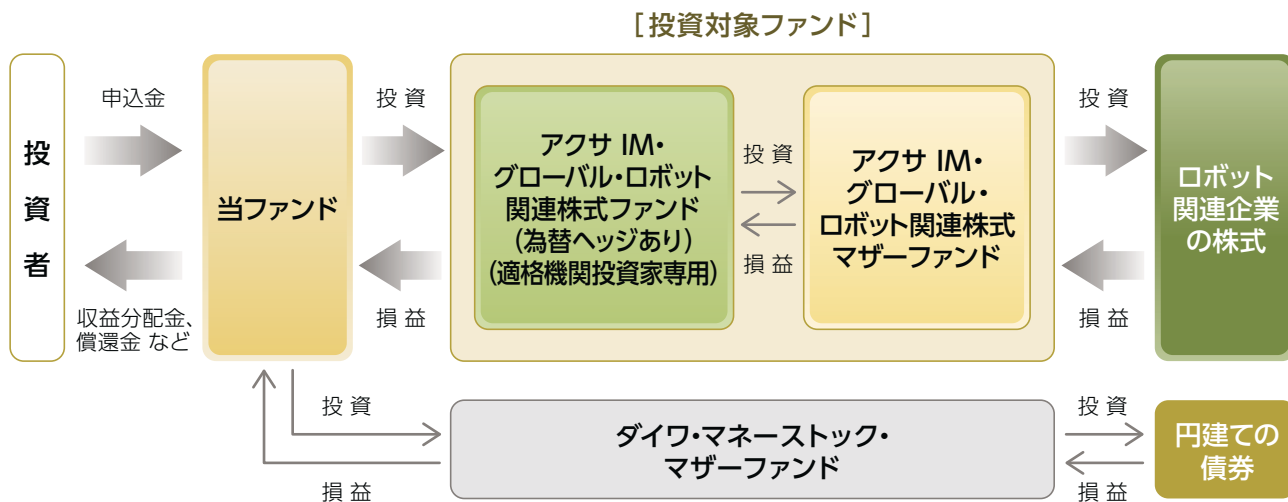 [投資対象ファンド]
投資者
申込金
収益分配金、
償還金 など
当ファンド
投資
損益
アクサ IM・
グローバル・ロボット
関連株式ファンド
(為替ヘッジあり)
(適格機関投資家専用)
投資
損益
アクサ IM・
グローバル・
ロボット関連株式
マザーファンド
投資
損益
ロボット
関連企業
の株式
投資
損益
ダイワ・マネーストック・
マザーファンド
投資
損益
円建ての
債券